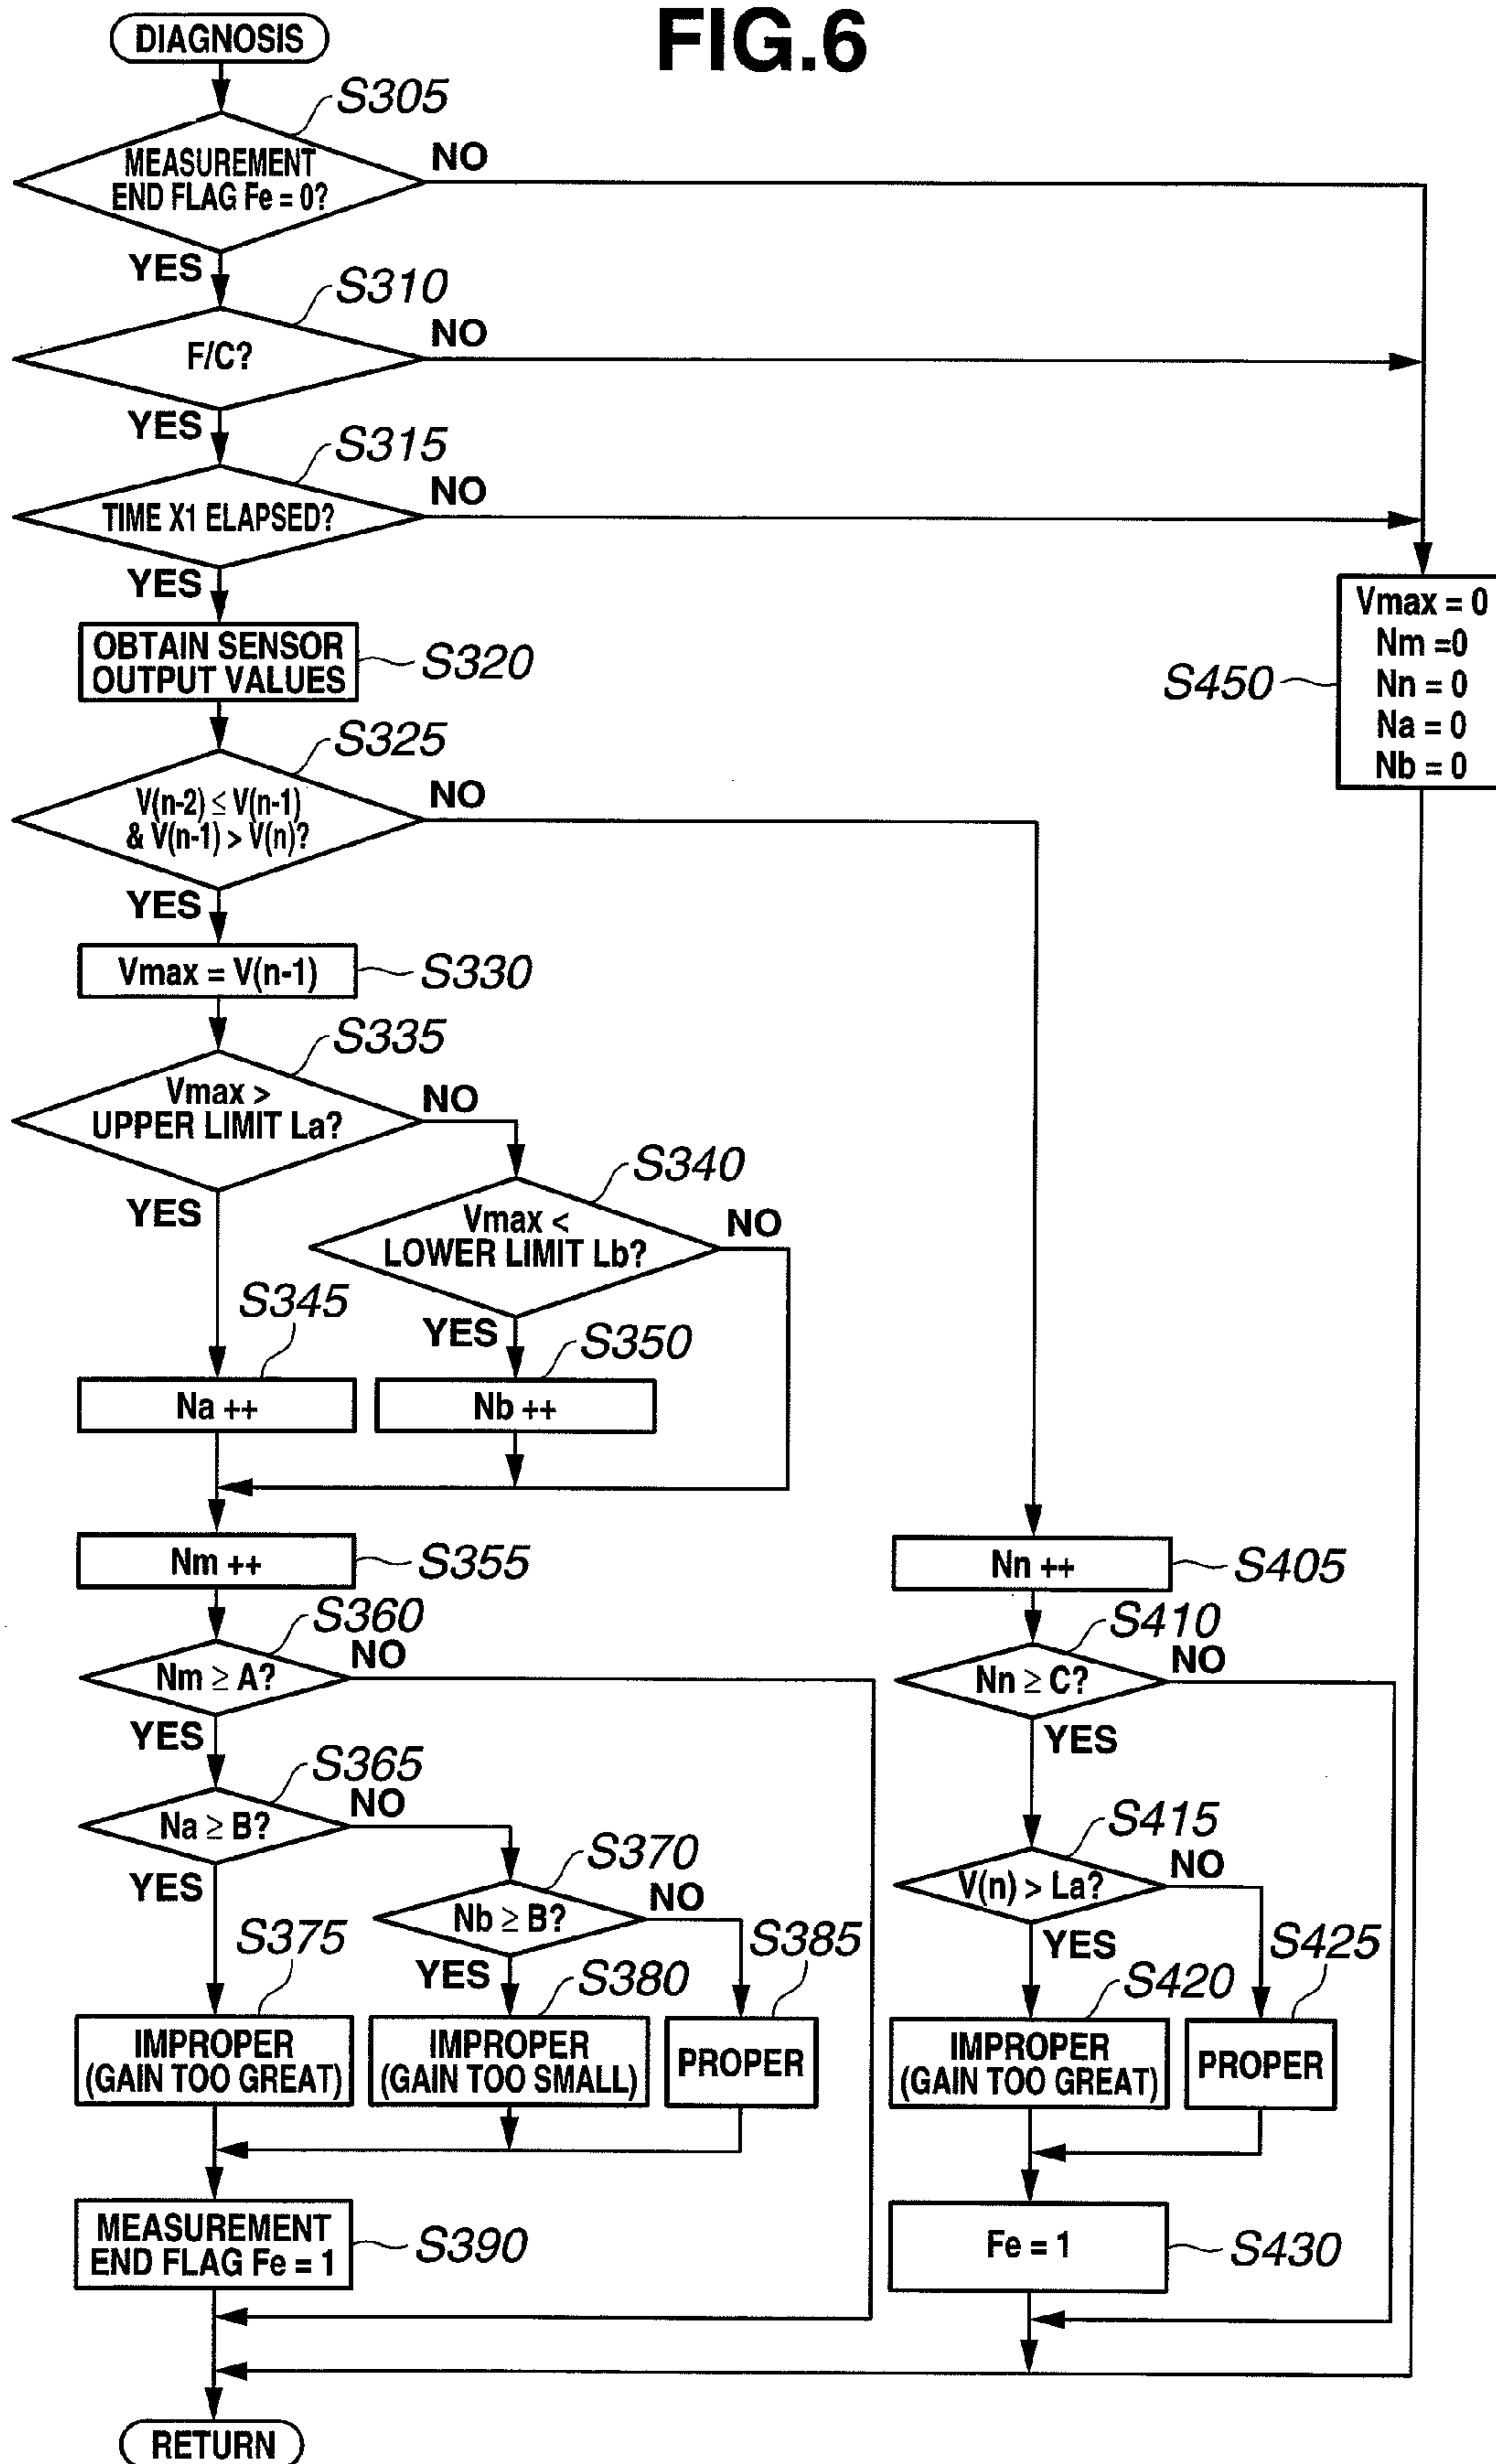 FIG.6
DIAGNOSIS
S305
MEASUREMENT
END FLAG Fe = 0?
NO
YES
S310
F/C?
NO
YES
S315
TIME X1 ELAPSED?
NO
YES
OBTAIN SENSOR
OUTPUT VALUES
S320
Vmax = 0
Nm =0
Nn = 0
Na = 0
Nb = 0
S450
S325
V(n-2) ≤ V(n-1)
& V(n-1) > V(n)?
NO
YES
Vmax = V(n-1)
S330
S335
Vmax >
UPPER LIMIT La?
NO
YES
S340
Vmax <
LOWER LIMIT Lb?
NO
YES
S345
Na ++
S350
Nb ++
Nm ++
S355
Nn ++
S405
S360
Nm ≥ A?
NO
YES
S410
Nn ≥ C?
NO
YES
S365
Na ≥ B?
NO
YES
S370
Nb ≥ B?
NO
YES
S415
V(n) > La?
NO
YES
S375
IMPROPER
(GAIN TOO GREAT)
S380
IMPROPER
(GAIN TOO SMALL)
S385
PROPER
S420
IMPROPER
(GAIN TOO GREAT)
S425
PROPER
MEASUREMENT
END FLAG Fe = 1
S390
Fe = 1
S430
RETURN